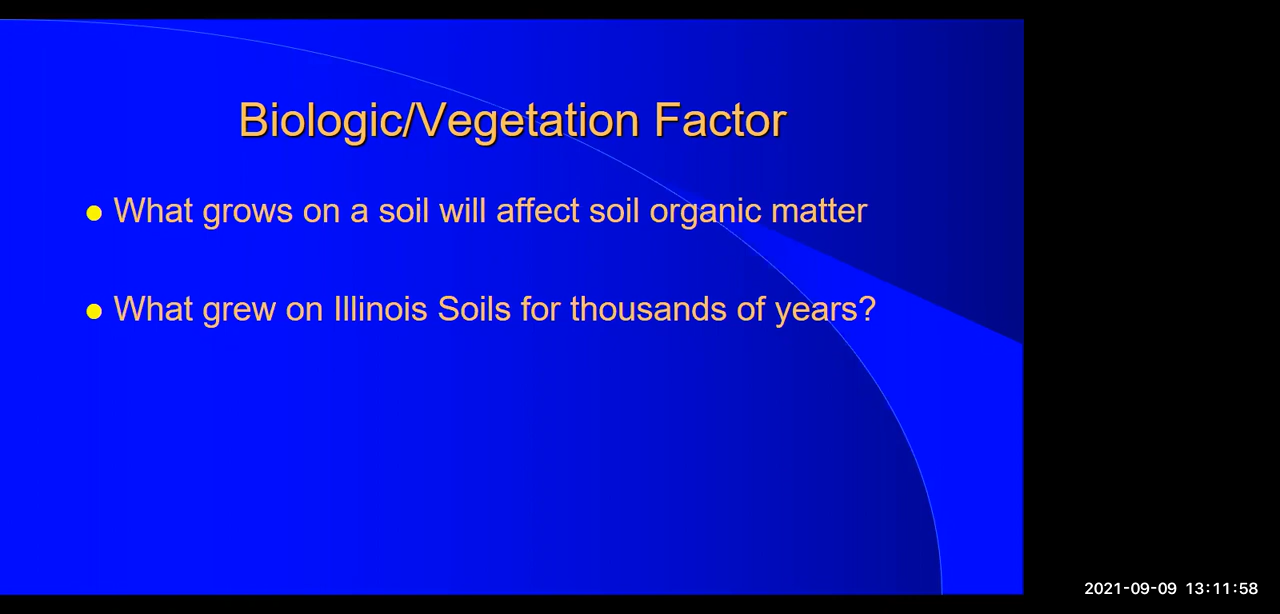 Biologic/Vegetation Factor
What grows on a soil will affect soil organic matter
What grew on Illinois Soils for thousands of years?
2021-09-09 13:11:58